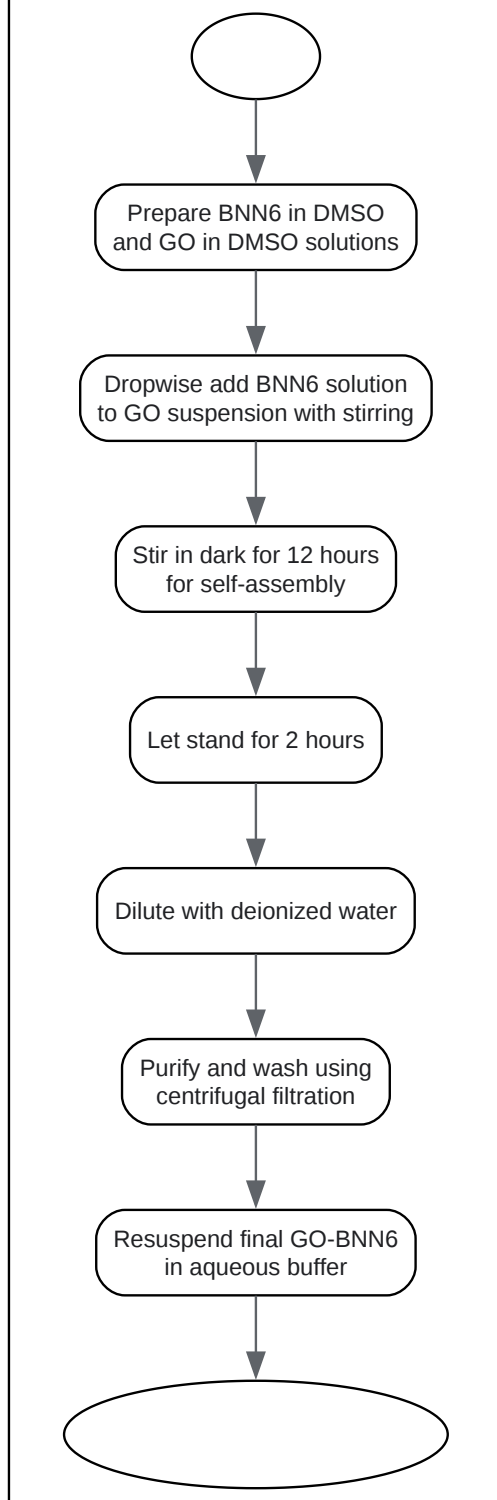 Prepare BNN6 in DMSO
and GO in DMSO solutions
Dropwise add BNN6 solution
to GO suspension with stirring
Stir in dark for 12 hours
for self-assembly
Let stand for 2 hours
Dilute with deionized water
Purify and wash using
centrifugal filtration
Resuspend final GO-BNN6
in aqueous buffer